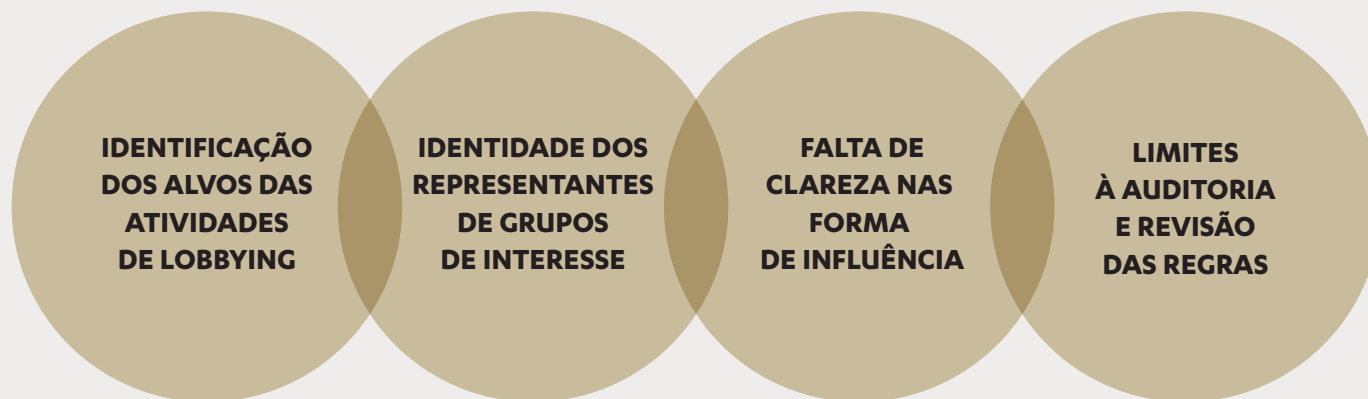 IDENTIFICAÇÃO
DOS ALVOS DAS
ATIVIDADES
DE LOBBYING
IDENTIDADE DOS
REPRESENTANTES
DE GRUPOS
DE INTERESSE
FALTA DE
CLAREZA NAS
FORMA
DE INFLUÊNCIA
LIMITES
À AUDITORIA
E REVISÃO
DAS REGRAS